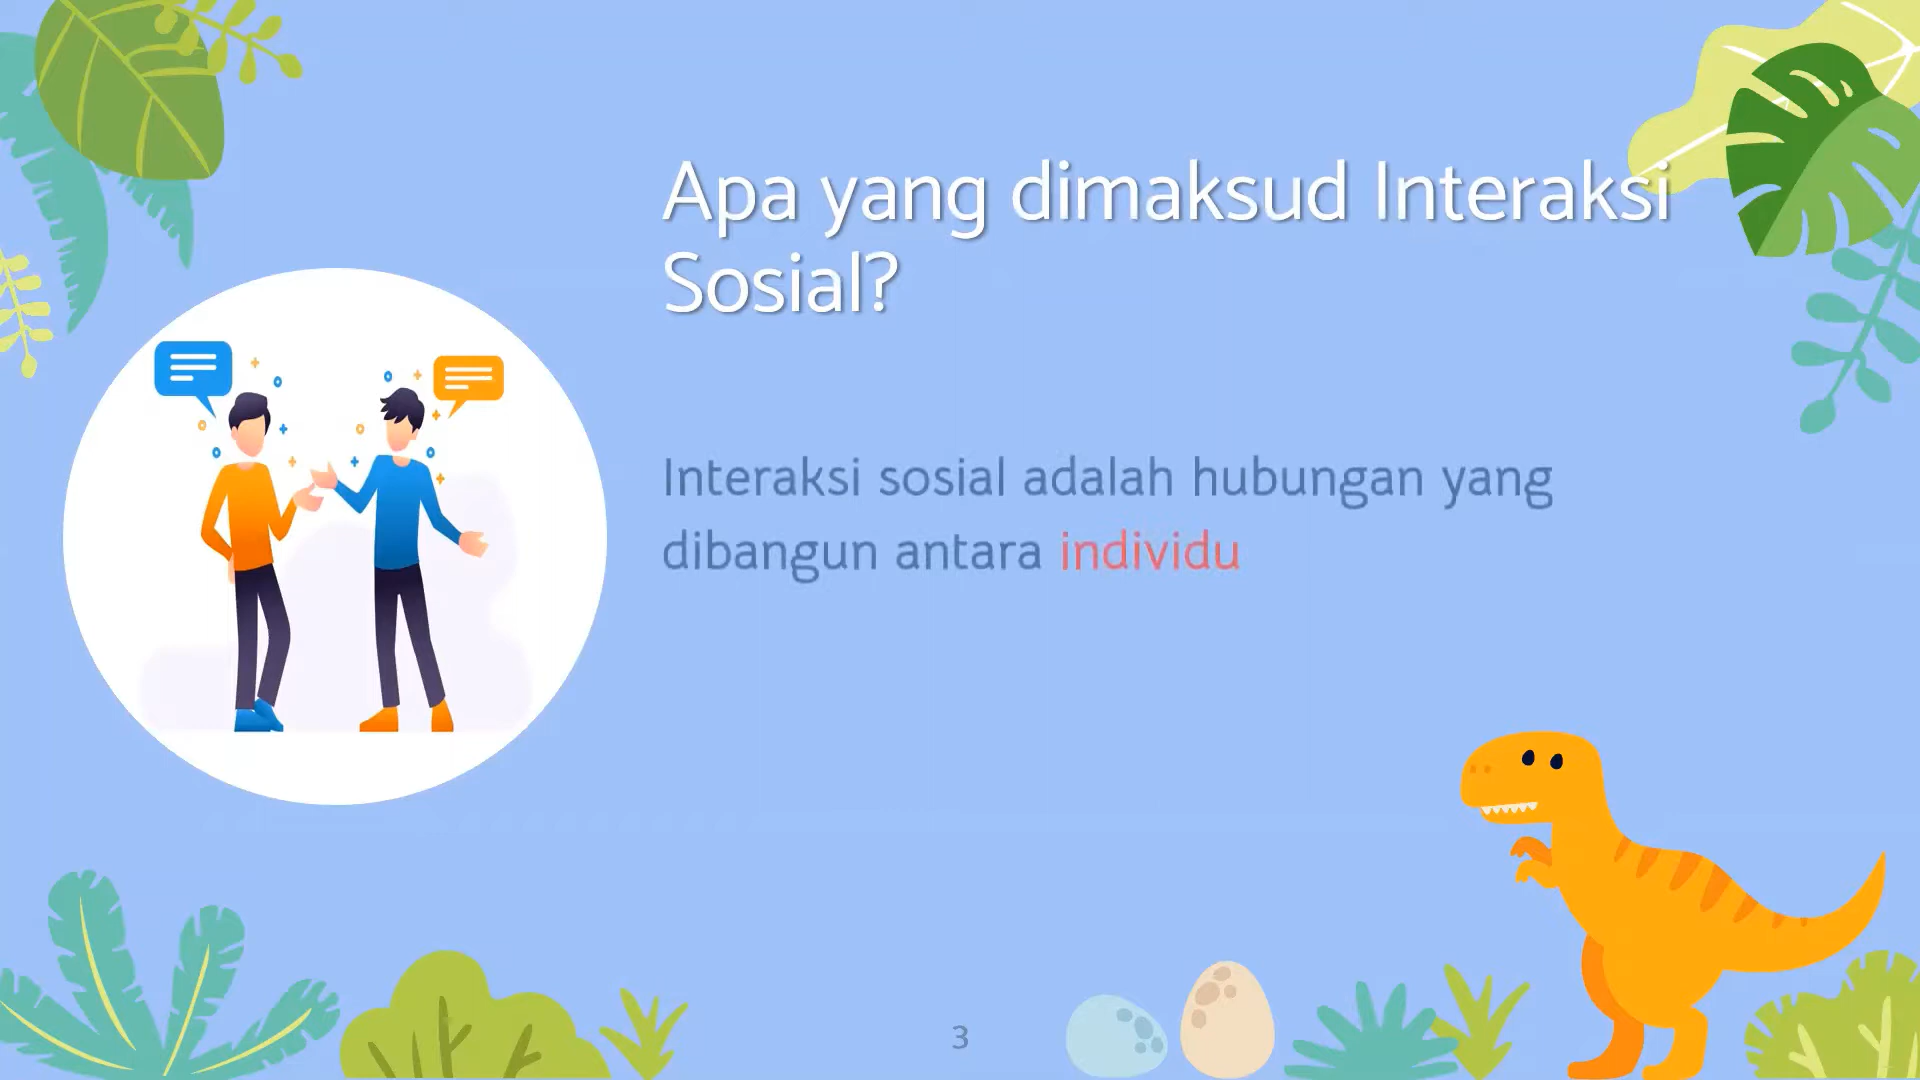 Apa yang dimaksud Interaksi
Sosial?
Interaksi sosial adalah hubungan yang
dibangun antara individu
3